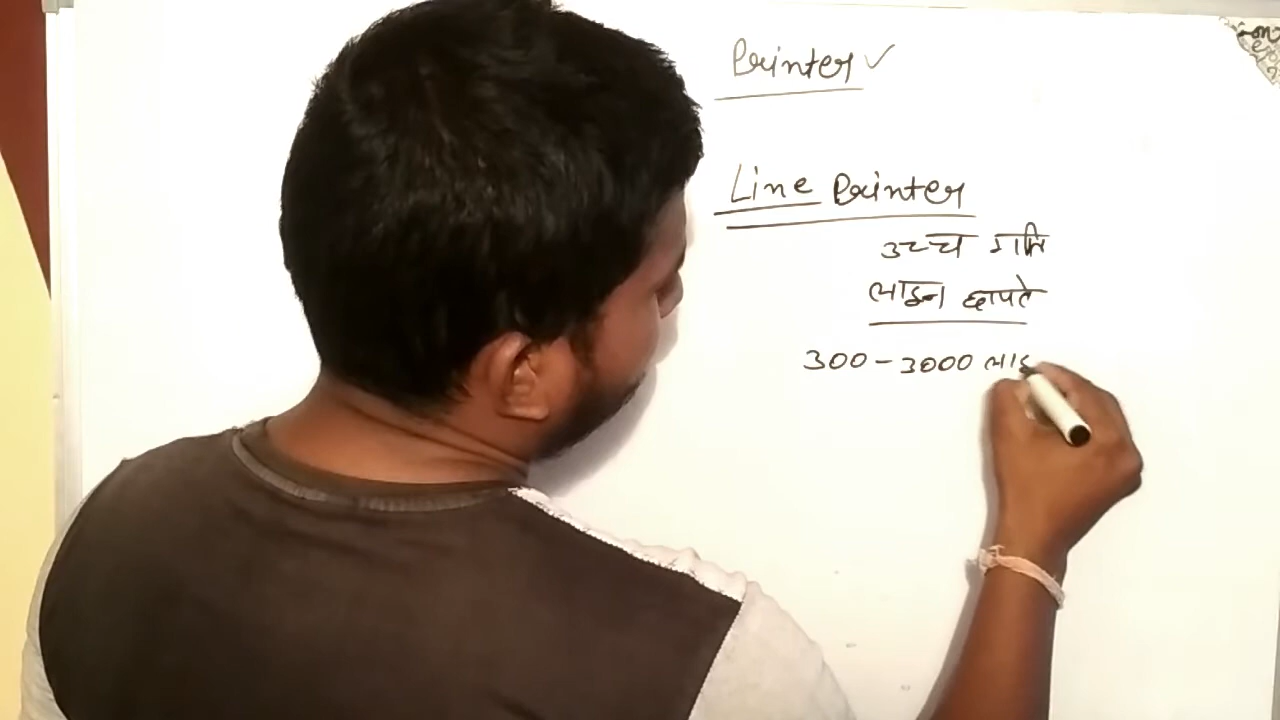 Printer ✓
Line Printer
उच्च गति
लाइन छापते
300 - 3000 लाइ